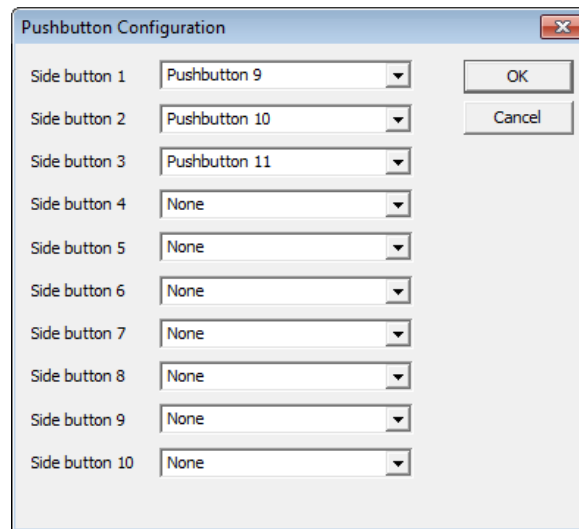 Pushbutton Configuration
Side button 1 Pushbutton 9 OK
Side button 2 Pushbutton 10 Cancel
Side button 3 Pushbutton 11
Side button 4 None
Side button 5 None
Side button 6 None
Side button 7 None
Side button 8 None
Side button 9 None
Side button 10 None